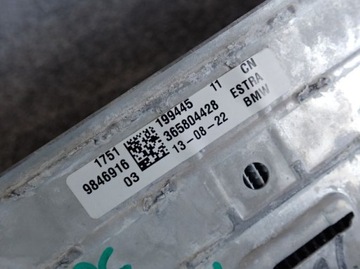 1751 199445 11 CN
9846916 365804428 ESTRA
03 13-08-22 BMW